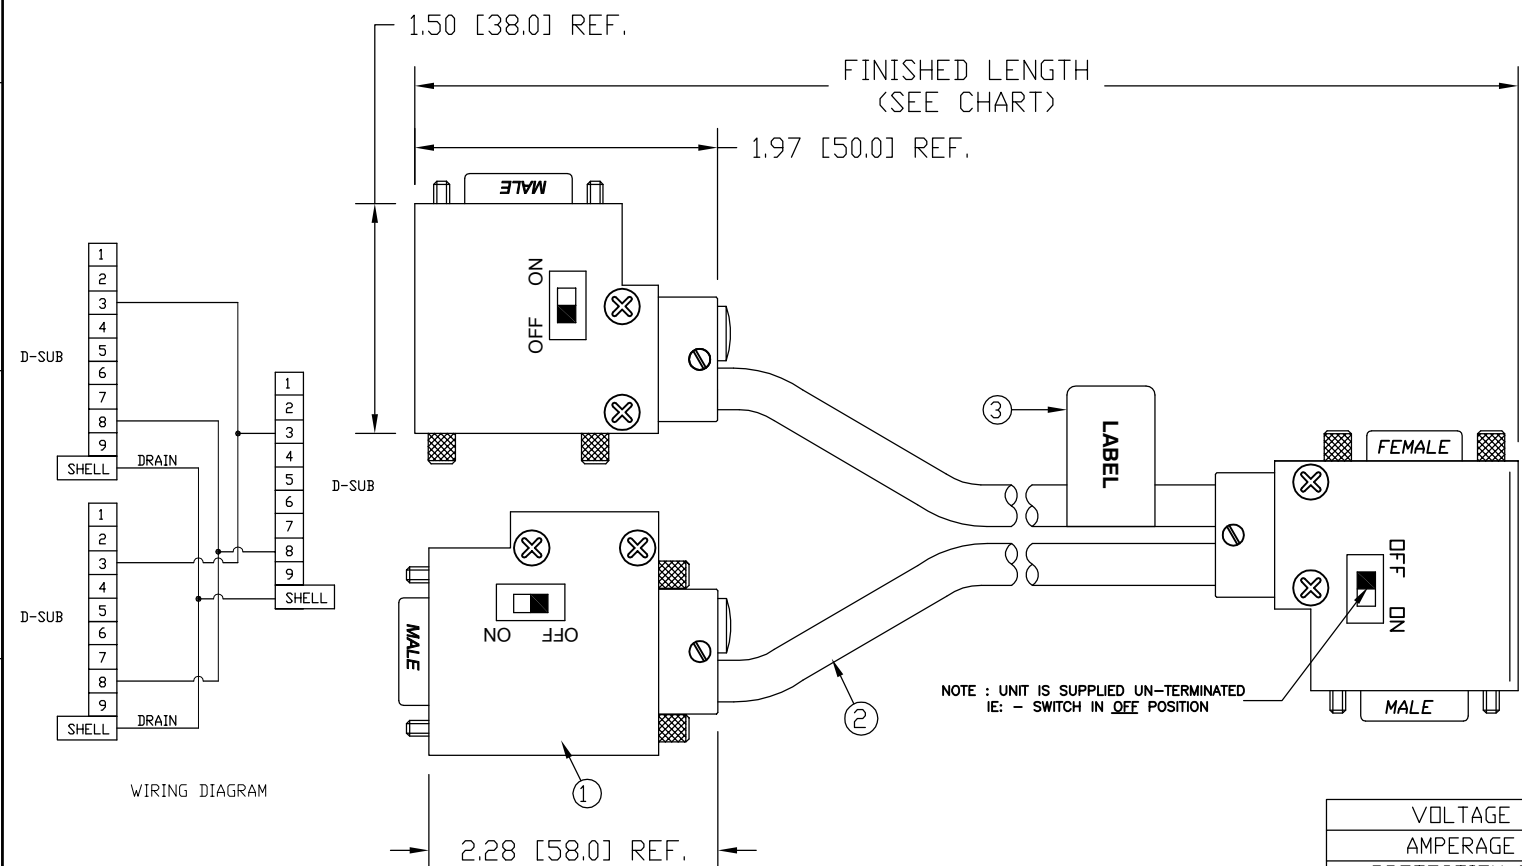 1.50 [38.0] REF.
FINISHED LENGTH
(SEE CHART)
1.97 [50.0] REF.
MALE
OFF ON
D-SUB
1
2
3
4
5
6
7
8
9
SHELL
DRAIN
D-SUB
1
2
3
4
5
6
7
8
9
SHELL
D-SUB
1
2
3
4
5
6
7
8
9
SHELL
DRAIN
WIRING DIAGRAM
3
LABEL
FEMALE
OFF ON
MALE
MALE
ON OFF
NOTE : UNIT IS SUPPLIED UN-TERMINATED
IE: - SWITCH IN OFF POSITION
2
1
2.28 [58.0] REF.
VOLTAGE
AMPERAGE